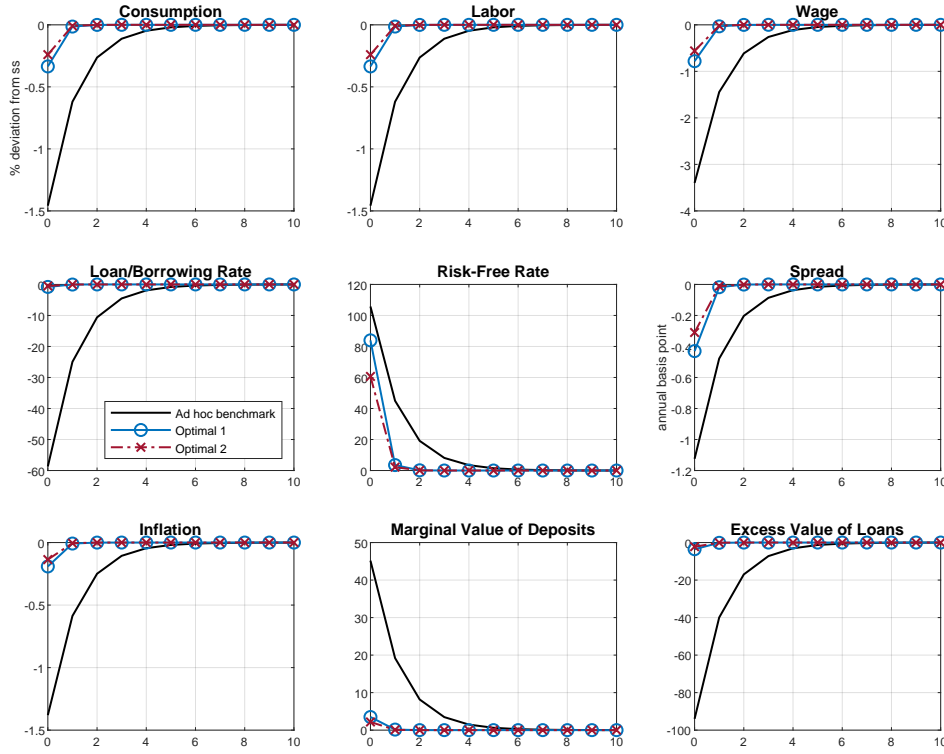 Consumption
Labor
Wage
% deviation from ss
0
-0.5
-1
-1.5
0 2 4 6 8 10
0
-0.5
-1
-1.5
0 2 4 6 8 10
0
-1
-2
-3
-4
0 2 4 6 8 10
Loan/Borrowing Rate
Risk-Free Rate
Spread
0
-10
-20
-30
-40
-50
-60
0 2 4 6 8 10
Ad hoc benchmark
Optimal 1
Optimal 2
120
100
80
60
40
20
0
0 2 4 6 8 10
annual basis point
0
-0.2
-0.4
-0.6
-0.8
-1
-1.2
0 2 4 6 8 10
Inflation
Marginal Value of Deposits
Excess Value of Loans
0
-0.5
-1
-1.5
0 2 4 6 8 10
50
40
30
20
10
0
0 2 4 6 8 10
0
-20
-40
-60
-80
-100
0 2 4 6 8 10